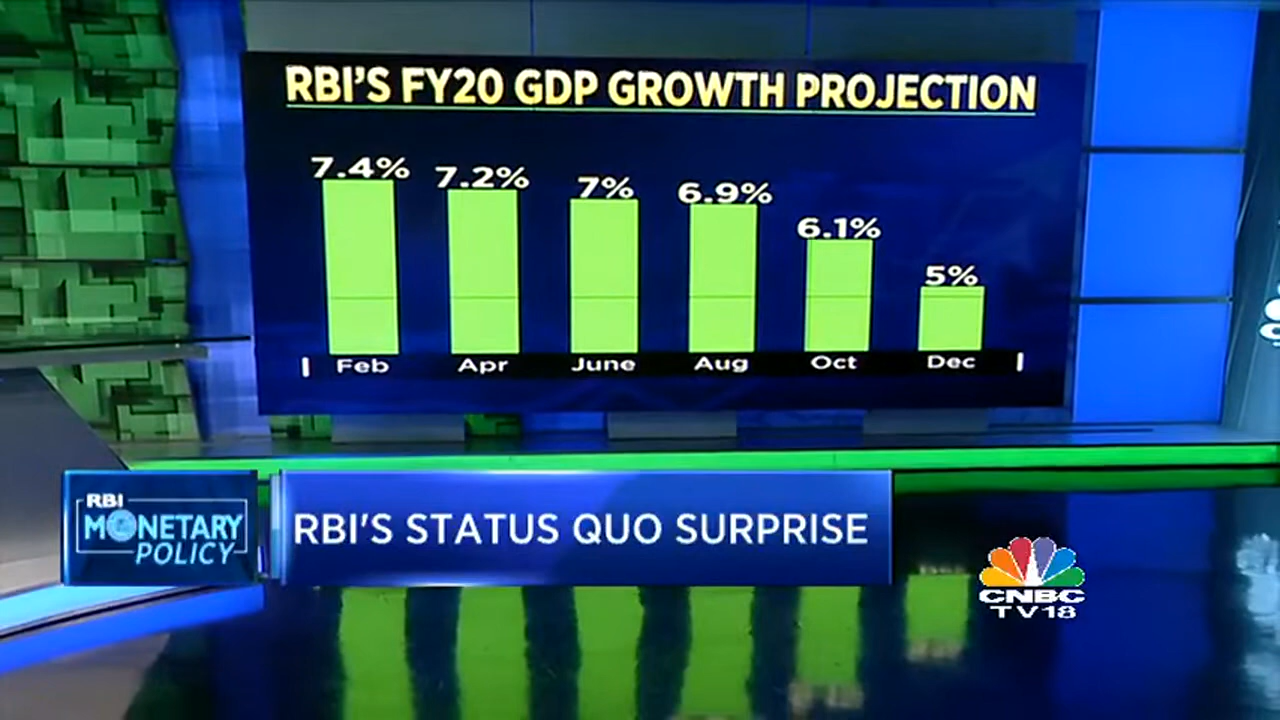 RBI'S FY20 GDP GROWTH PROJECTION
7.4% 7.2% 7% 6.9% 6.1% 5%
Feb Apr June Aug Oct Dec
RBI
MONETARY
POLICY
RBI'S STATUS QUO SURPRISE
CNBC
TV18